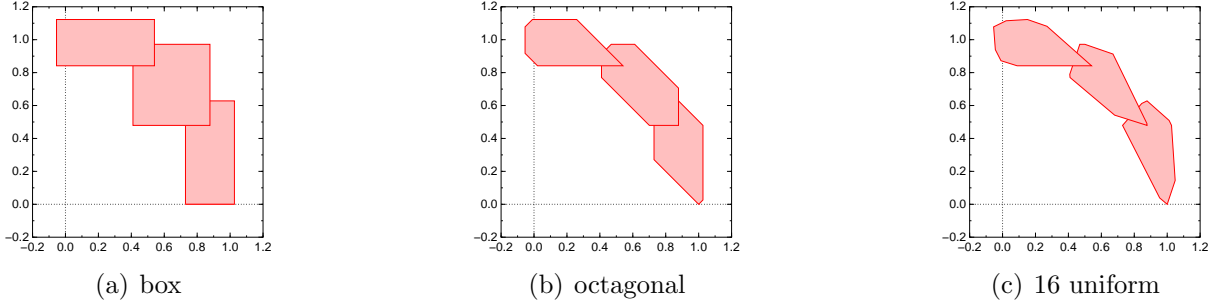 1.2 1.2 1.2
1.0 1.0 1.0
0.8 0.8 0.8
0.6 0.6 0.6
0.4 0.4 0.4
0.2 0.2 0.2
0.0 0.0 0.0
−0.2 −0.2 −0.2
−0.2 0.0 0.2 0.4 0.6 0.8 1.0 1.2 −0.2 0.0 0.2 0.4 0.6 0.8 1.0 1.2 −0.2 0.0 0.2 0.4 0.6 0.8 1.0 1.2
(a) box (b) octagonal (c) 16 uniform